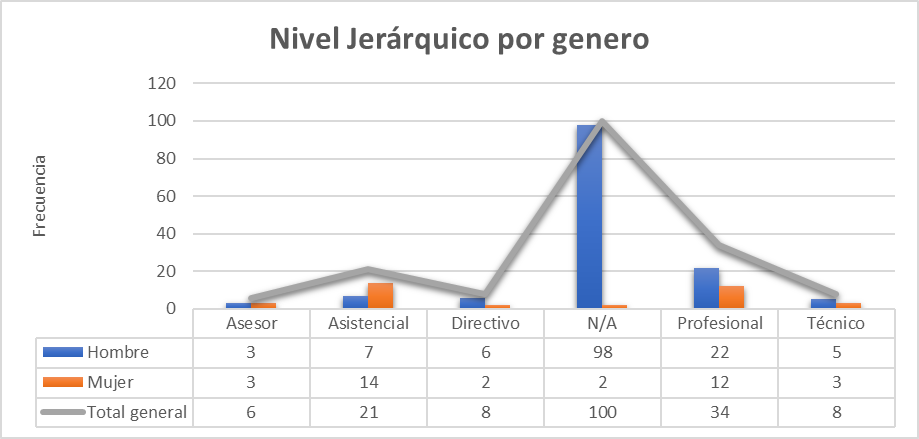 Nivel Jerárquico por genero
Frecuencia
120
100
80
60
40
20
0
Asesor Asistencial Directivo N/A Profesional Técnico
Hombre 3 7 6 98 22 5
Mujer 3 14 2 2 12 3
Total general 6 21 8 100 34 8